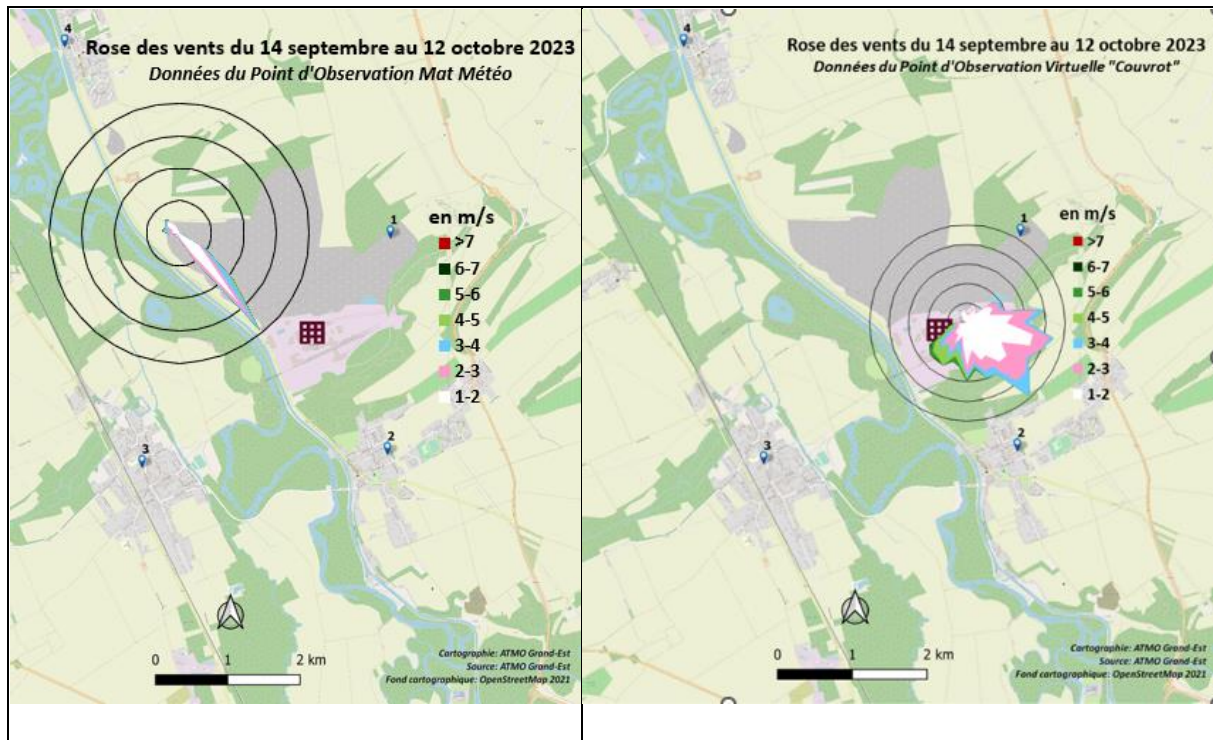 Rose des vents du 14 septembre au 12 octobre 2023
Données du Point d'Observation Mat Météo
4
1
en m/s
>7
6-7
5-6
4-5
3-4
2-3
1-2
2
3
0 1 2 km
Cartographie: ATMO Grand-Est
Source: ATMO Grand-Est
Fond cartographique: OpenStreetMap 2021
Rose des vents du 14 septembre au 12 octobre 2023
Données du Point d'Observation Virtuelle "Couvrot"
4
1
en m/s
>7
6-7
5-6
4-5
3-4
2-3
1-2
2
3
0 1 2 km
Cartographie: ATMO Grand-Est
Source: ATMO Grand-Est
Fond cartographique: OpenStreetMap 2021